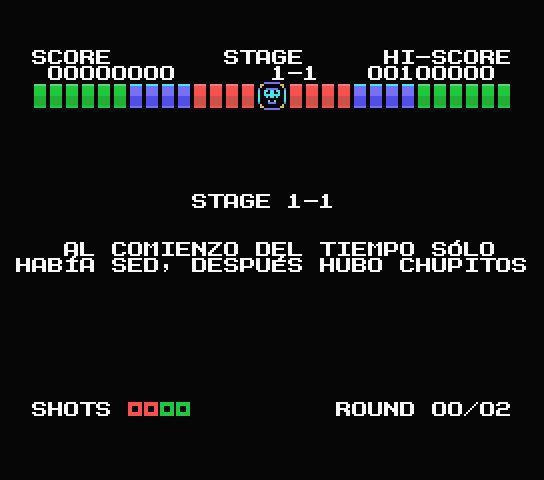 SCORE STAGE HI-SCORE
00000000 1-1 00100000
STAGE 1-1
AL COMIENZO DEL TIEMPO SÓLO
HABÍA SED, DESPUÉS HUBO CHUPITOS
SHOTS ROUND 00/02